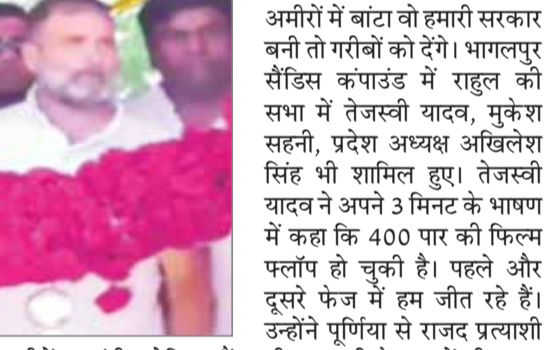 अमीरों में बांटा वो हमारी सरकार
बनी तो गरीबों को देंगे। भागलपुर
सैंडिस कंपाउंड में राहुल की
सभा में तेजस्वी यादव, मुकेश
सहनी, प्रदेश अध्यक्ष अखिलेश
सिंह भी शामिल हुए। तेजस्वी
यादव ने अपने 3 मिनट के भाषण
में कहा कि 400 पार की फिल्म
फ्लॉप हो चुकी है। पहले और
दूसरे फेज में हम जीत रहे हैं।
उन्होंने पूर्णिया से राजद प्रत्याशी